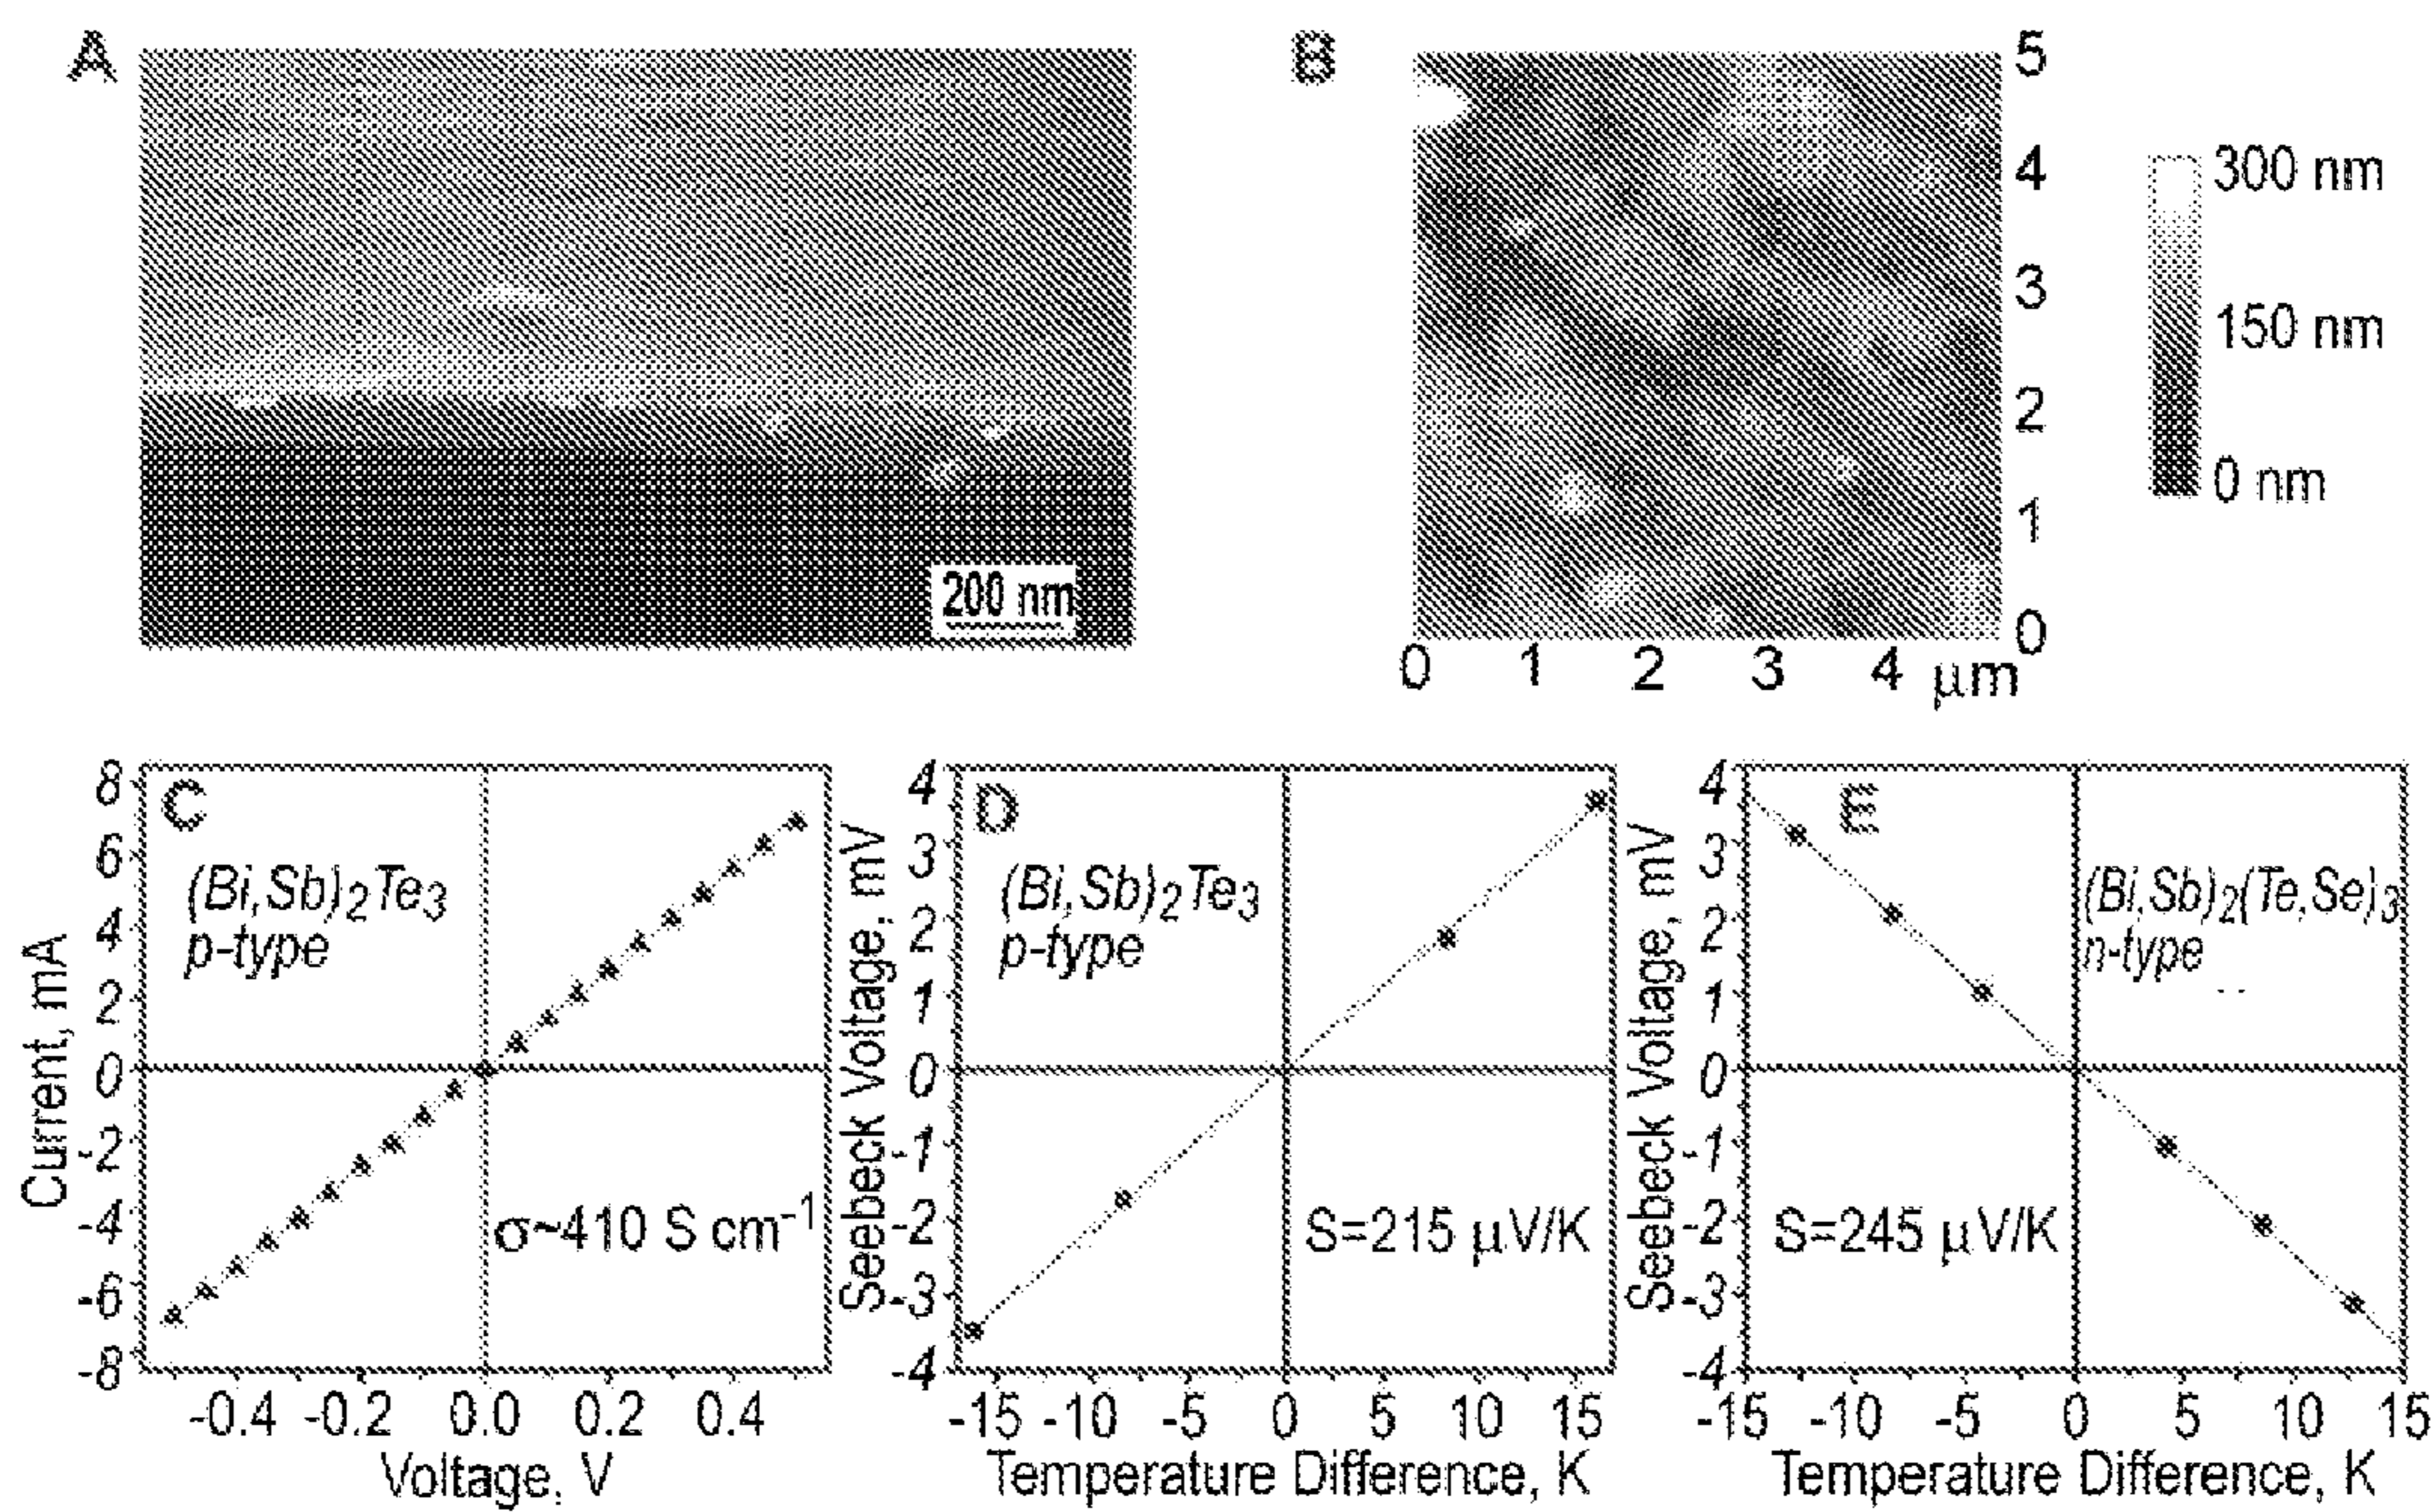 A
200 nm
B
5
4
3
2
1
0
0 1 2 3 4 μm
300 nm
150 nm
0 nm
C
(Bi,Sb)2Te3
p-type
σ~410 S cm-1
8
6
4
2
0
-2
-4
-6
-8
Current, mA
-0.4 -0.2 0.0 0.2 0.4
Voltage, V
D
(Bi,Sb)2Te3
p-type
S=215 μV/K
4
3
2
1
0
-1
-2
-3
-4
Seebeck Voltage, mV
-15 -10 -5 0 5 10 15
Temperature Difference, K
E
(Bi,Sb)2(Te,Se)3
n-type
S=245 μV/K
4
3
2
1
0
-1
-2
-3
-4
Seebeck Voltage, mV
-15 -10 -5 0 5 10 15
Temperature Difference, K